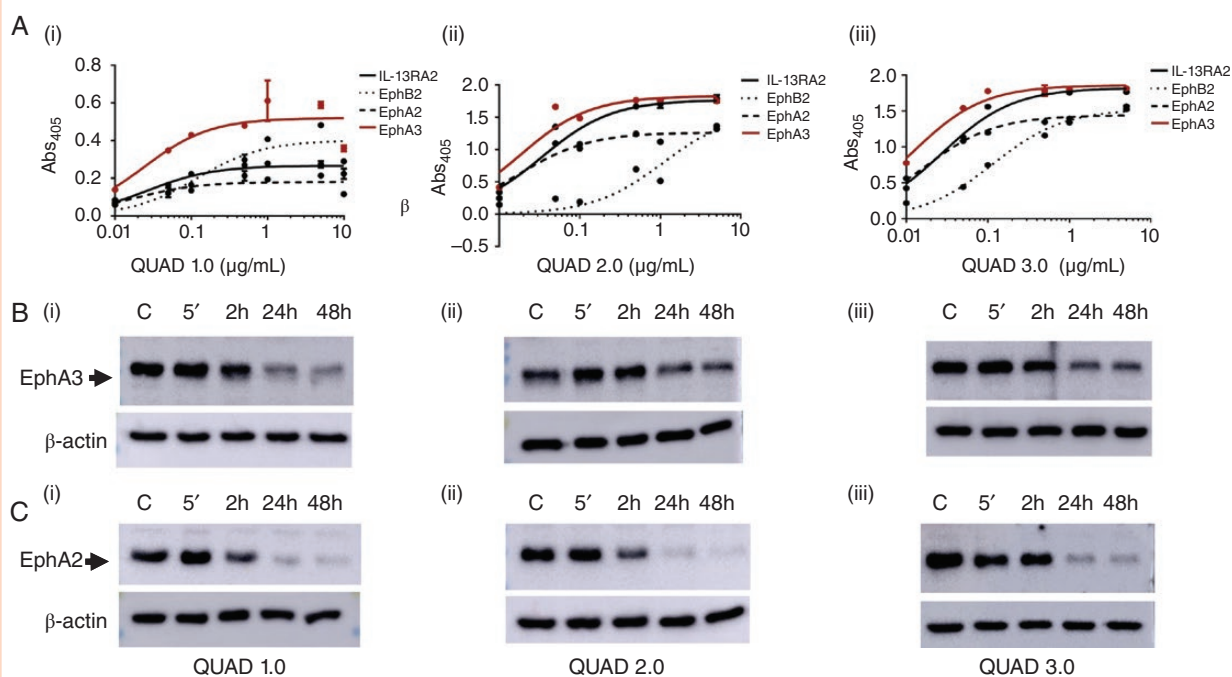 A
(i)
0.8
0.6
0.4
0.2
0.0
Abs405
0.01
0.1
1
10
QUAD 1.0 (µg/mL)
IL-13RA2
EphB2
EphA2
EphA3
β
(ii)
2.0
1.5
1.0
0.5
0.0
−0.5
Abs405
0.1
1
10
QUAD 2.0 (µg/mL)
IL-13RA2
EphB2
EphA2
EphA3
(iii)
2.0
1.5
1.0
0.5
0.0
Abs405
0.01
0.1
1
10
QUAD 3.0 (µg/mL)
IL-13RA2
EphB2
EphA2
EphA3
B
(i)
C 5′ 2h 24h 48h
(ii)
C 5′ 2h 24h 48h
(iii)
C 5′ 2h 24h 48h
EphA3
β-actin
C
(i)
C 5′ 2h 24h 48h
(ii)
C 5′ 2h 24h 48h
(iii)
C 5′ 2h 24h 48h
EphA2
β-actin
QUAD 1.0
QUAD 2.0
QUAD 3.0